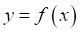 y = f(x)